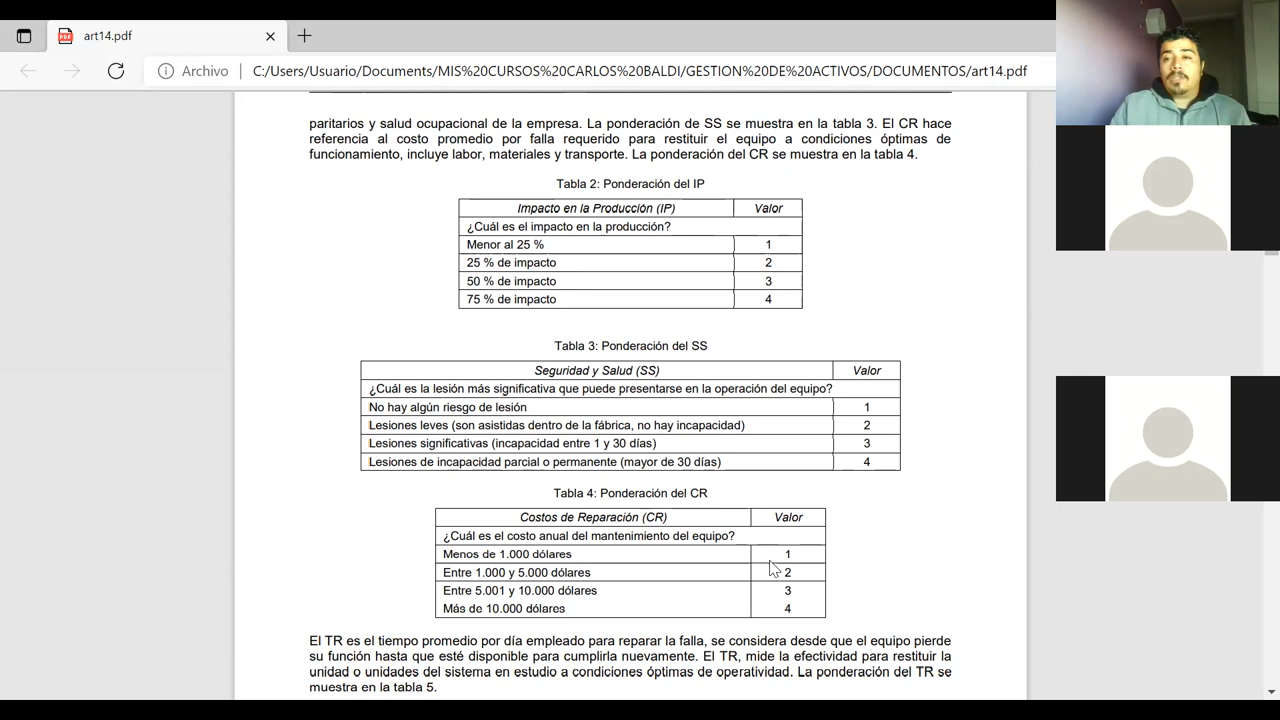 art14.pdf
Archivo
C:/Users/Usuario/Documents/MIS%20CURSOS%20CARLOS%20BALDI/GESTION%20DE%20ACTIVOS/DOCUMENTOS/art14.pdf
paritarios y salud ocupacional de la empresa. La ponderación de SS se muestra en la tabla 3. El CR hace
referencia al costo promedio por falla requerido para restituir el equipo a condiciones óptimas de
funcionamiento, incluye labor, materiales y transporte. La ponderación del CR se muestra en la tabla 4.
Tabla 2: Ponderación del IP
Impacto en la Producción (IP) Valor
¿Cuál es el impacto en la producción?
Menor al 25 % 1
25 % de impacto 2
50 % de impacto 3
75 % de impacto 4
Tabla 3: Ponderación del SS
Seguridad y Salud (SS) Valor
¿Cuál es la lesión más significativa que puede presentarse en la operación del equipo?
No hay algún riesgo de lesión 1
Lesiones leves (son asistidas dentro de la fábrica, no hay incapacidad) 2
Lesiones significativas (incapacidad entre 1 y 30 días) 3
Lesiones de incapacidad parcial o permanente (mayor de 30 días) 4
Tabla 4: Ponderación del CR
Costos de Reparación (CR) Valor
¿Cuál es el costo anual del mantenimiento del equipo?
Menos de 1.000 dólares 1
Entre 1.000 y 5.000 dólares 2
Entre 5.001 y 10.000 dólares 3
Más de 10.000 dólares 4
El TR es el tiempo promedio por día empleado para reparar la falla, se considera desde que el equipo pierde
su función hasta que esté disponible para cumplirla nuevamente. El TR, mide la efectividad para restituir la
unidad o unidades del sistema en estudio a condiciones óptimas de operatividad. La ponderación del TR se
muestra en la tabla 5.